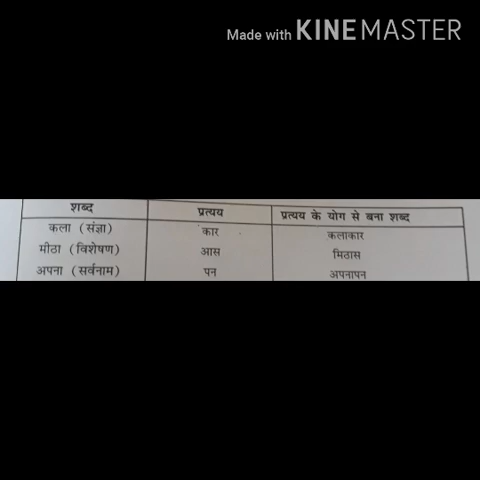 Made with KINEMASTER
शब्द प्रत्यय प्रत्यय के योग से बना शब्द
कला (संज्ञा) कार कलाकार
मीठा (विशेषण) आस मिठास
अपना (सर्वनाम) पन अपनापन